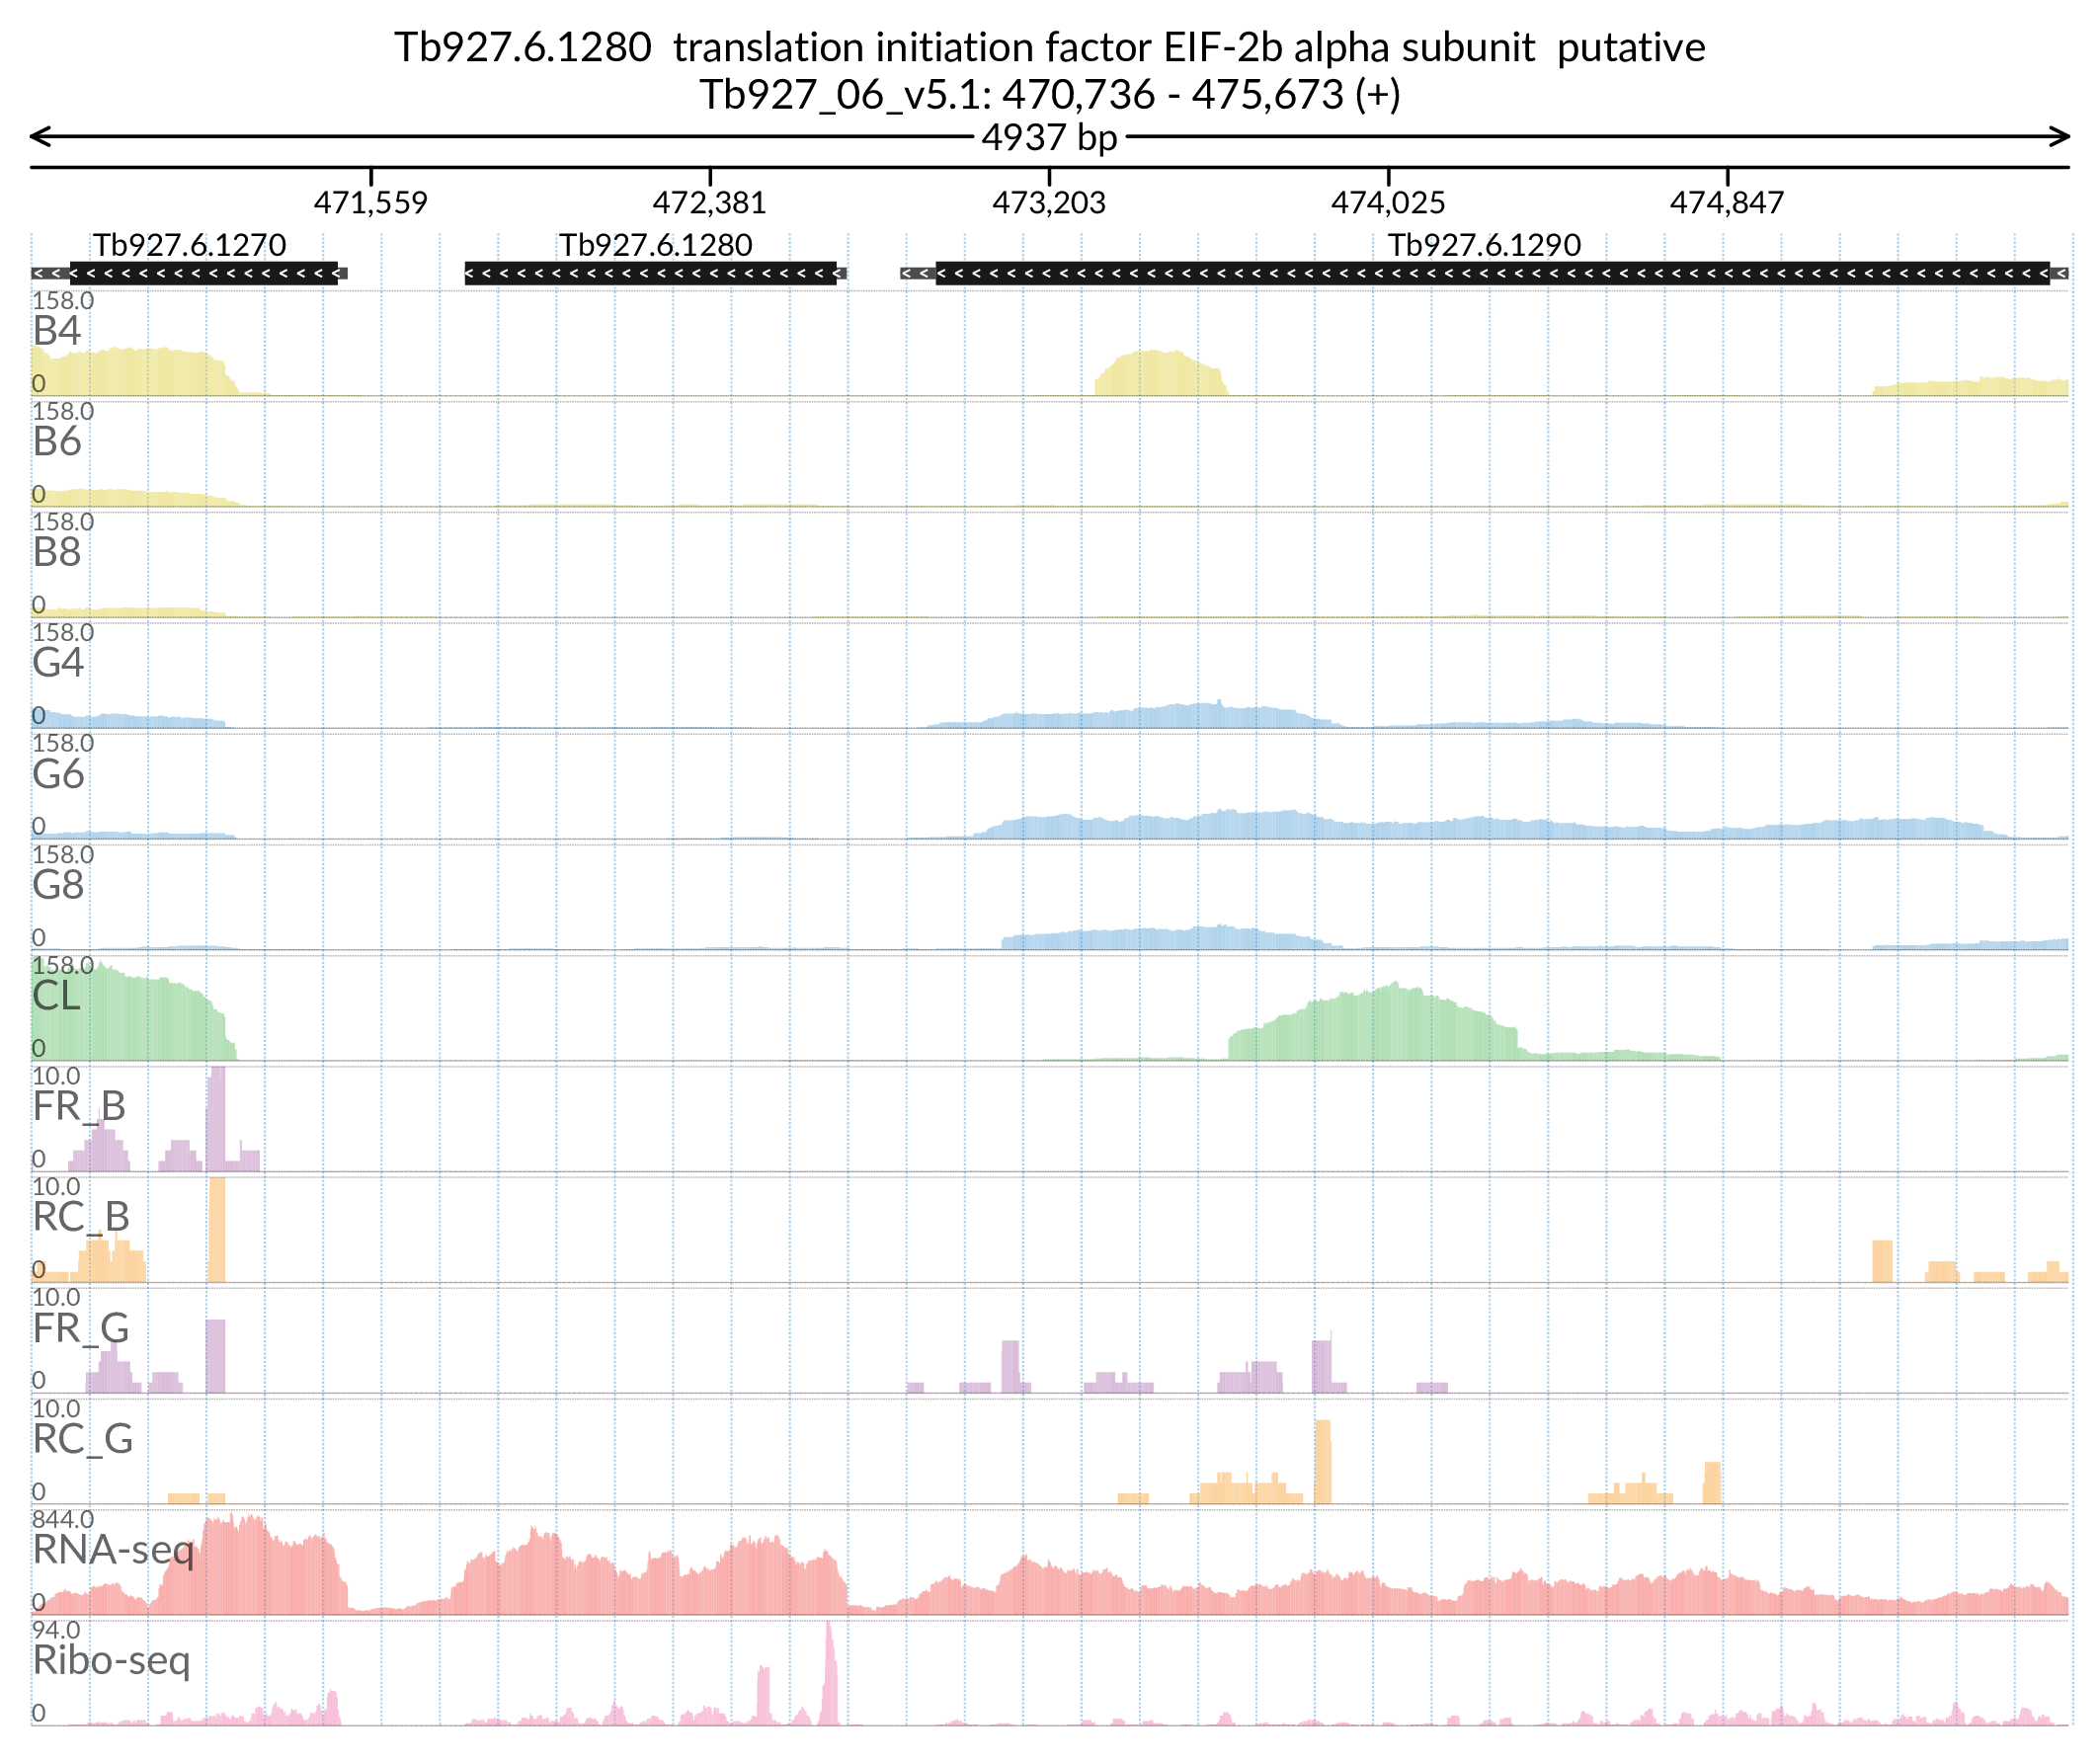 Tb927.6.1280 translation initiation factor EIF-2b alpha subunit putative
Tb927_06_v5.1: 470,736 - 475,673 (+)
4937 bp
471,559 472,381 473,203 474,025 474,847
Tb927.6.1270 Tb927.6.1280 Tb927.6.1290
158.0
B4
0
158.0
B6
0
158.0
B8
0
158.0
G4
0
158.0
G6
0
158.0
G8
0
158.0
CL
0
10.0
FR_B
0
10.0
RC_B
0
10.0
FR_G
0
10.0
RC_G
0
844.0
RNA-seq
0
94.0
Ribo-seq
0